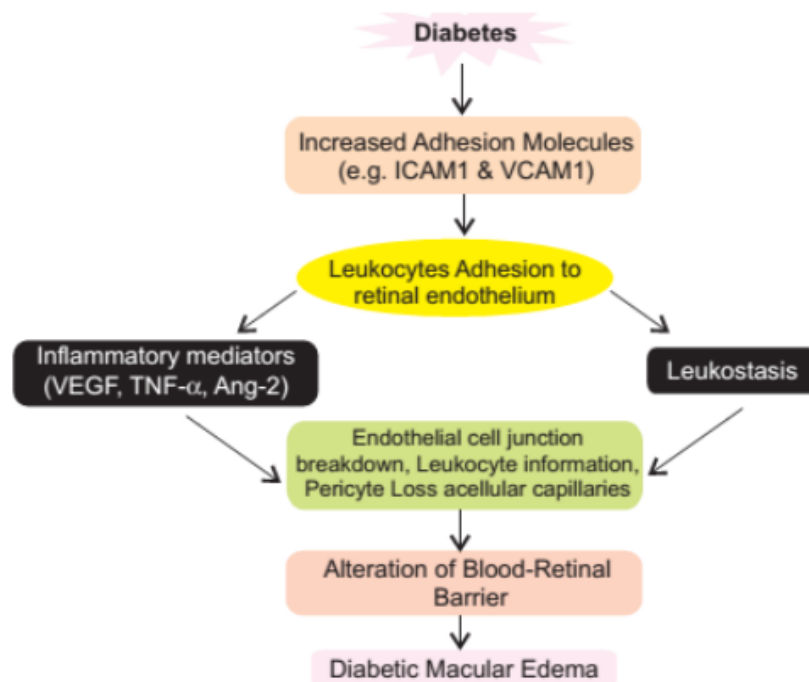 Diabetes
Increased Adhesion Molecules
(e.g. ICAM1 & VCAM1)
Leukocytes Adhesion to
retinal endothelium
Inflammatory mediators
(VEGF, TNF-α, Ang-2)
Leukostasis
Endothelial cell junction
breakdown, Leukocyte information,
Pericyte Loss acellular capillaries
Alteration of Blood-Retinal
Barrier
Diabetic Macular Edema